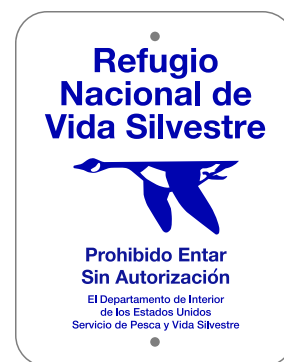 Refugio
Nacional de
Vida Silvestre
Prohibido Entar
Sin Autorización
El Departamento de Interior
de los Estados Unidos
Servicio de Pesca y Vida Silvestre